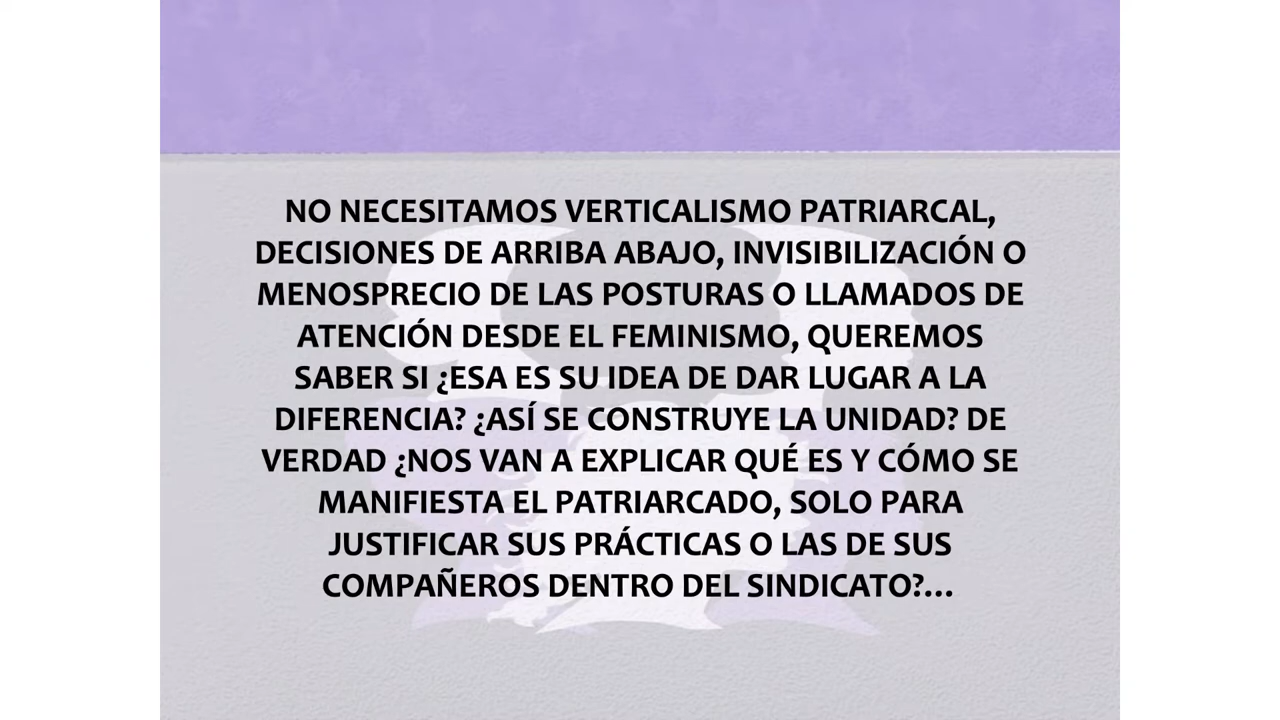 NO NECESITAMOS VERTICALISMO PATRIARCAL,
DECISIONES DE ARRIBA ABAJO, INVISIBILIZACIÓN O
MENOSPRECIO DE LAS POSTURAS O LLAMADOS DE
ATENCIÓN DESDE EL FEMINISMO, QUEREMOS
SABER SI ¿ESA ES SU IDEA DE DAR LUGAR A LA
DIFERENCIA? ¿ASÍ SE CONSTRUYE LA UNIDAD? DE
VERDAD ¿NOS VAN A EXPLICAR QUÉ ES Y CÓMO SE
MANIFIESTA EL PATRIARCADO, SOLO PARA
JUSTIFICAR SUS PRÁCTICAS O LAS DE SUS
COMPAÑEROS DENTRO DEL SINDICATO?...